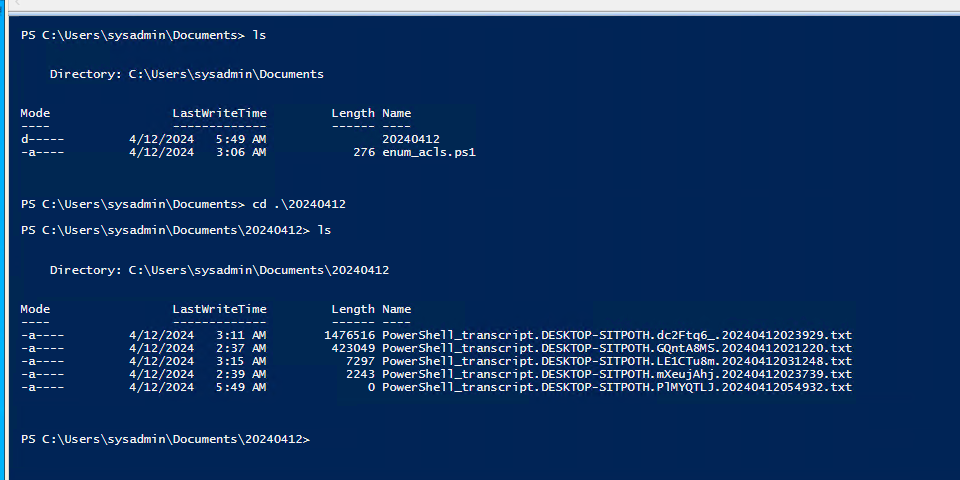 PS C:\Users\sysadmin\Documents> ls
Directory: C:\Users\sysadmin\Documents
Mode LastWriteTime Length Name
---- ------------- ------ ----
d----- 4/12/2024 5:49 AM 20240412
-a---- 4/12/2024 3:06 AM 276 enum_acls.ps1
PS C:\Users\sysadmin\Documents> cd .\20240412
PS C:\Users\sysadmin\Documents\20240412> ls
Directory: C:\Users\sysadmin\Documents\20240412
Mode LastWriteTime Length Name
---- ------------- ------ ----
-a---- 4/12/2024 3:11 AM 1476516 PowerShell_transcript.DESKTOP-SITPOTH.dc2Ftq6_.20240412023929.txt
-a---- 4/12/2024 2:37 AM 423049 PowerShell_transcript.DESKTOP-SITPOTH.GQntA8MS.20240412021220.txt
-a---- 4/12/2024 3:15 AM 7297 PowerShell_transcript.DESKTOP-SITPOTH.LE1CTu8m.20240412031248.txt
-a---- 4/12/2024 2:39 AM 2243 PowerShell_transcript.DESKTOP-SITPOTH.mXeujAhj.20240412023739.txt
-a---- 4/12/2024 5:49 AM 0 PowerShell_transcript.DESKTOP-SITPOTH.PlMYQTLJ.20240412054932.txt
PS C:\Users\sysadmin\Documents\20240412>